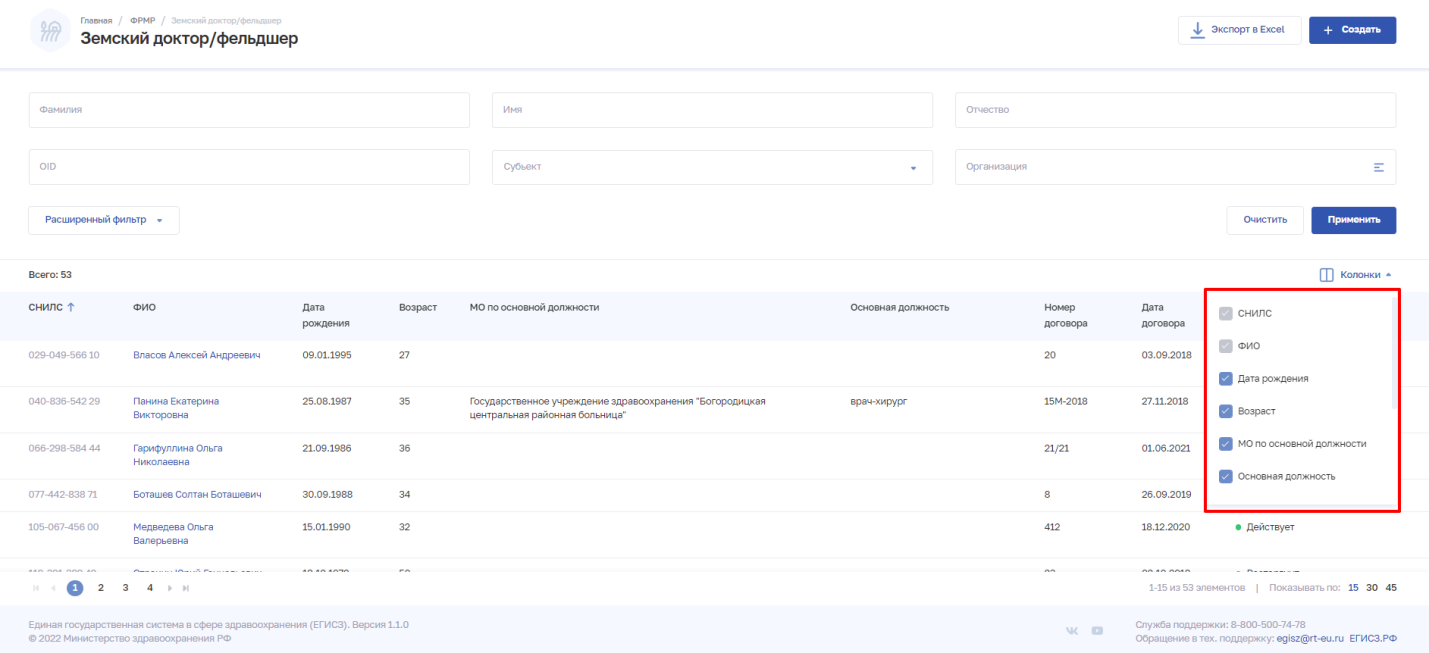 Главная / ФРМР / Земский доктор/фельдшер
Земский доктор/фельдшер
Экспорт в Excel
+ Создать
Фамилия
Имя
Отчество
OID
Субъект
Организация
Расширенный фильтр
Очистить
Применить
Всего: 53
Колонки
СНИЛС ↑ ФИО Дата рождения Возраст МО по основной должности Основная должность Номер договора Дата договора
029-049-566 10 Власов Алексей Андреевич 09.01.1995 27 20 03.09.2018
040-836-542 29 Панина Екатерина Викторовна 25.08.1987 35 Государственное учреждение здравоохранения "Богородицкая центральная районная больница" врач-хирург 15М-2018 27.11.2018
066-298-584 44 Гарифуллина Ольга Николаевна 21.09.1986 36 21/21 01.06.2021
077-442-838 71 Боташев Солтан Боташевич 30.09.1988 34 8 26.09.2019
105-067-456 00 Медведева Ольга Валерьевна 15.01.1990 32 412 18.12.2020 Действует
СНИЛС
ФИО
Дата рождения
Возраст
МО по основной должности
Основная должность
1 2 3 4
1-15 из 53 элементов | Показывать по: 15 30 45
Единая государственная система в сфере здравоохранения (ЕГИСЗ). Версия 1.1.0
© 2022 Министерство здравоохранения РФ
Служба поддержки: 8-800-500-74-78
Обращение в тех. поддержку: egisz@rt-eu.ru ЕГИСЗ.РФ